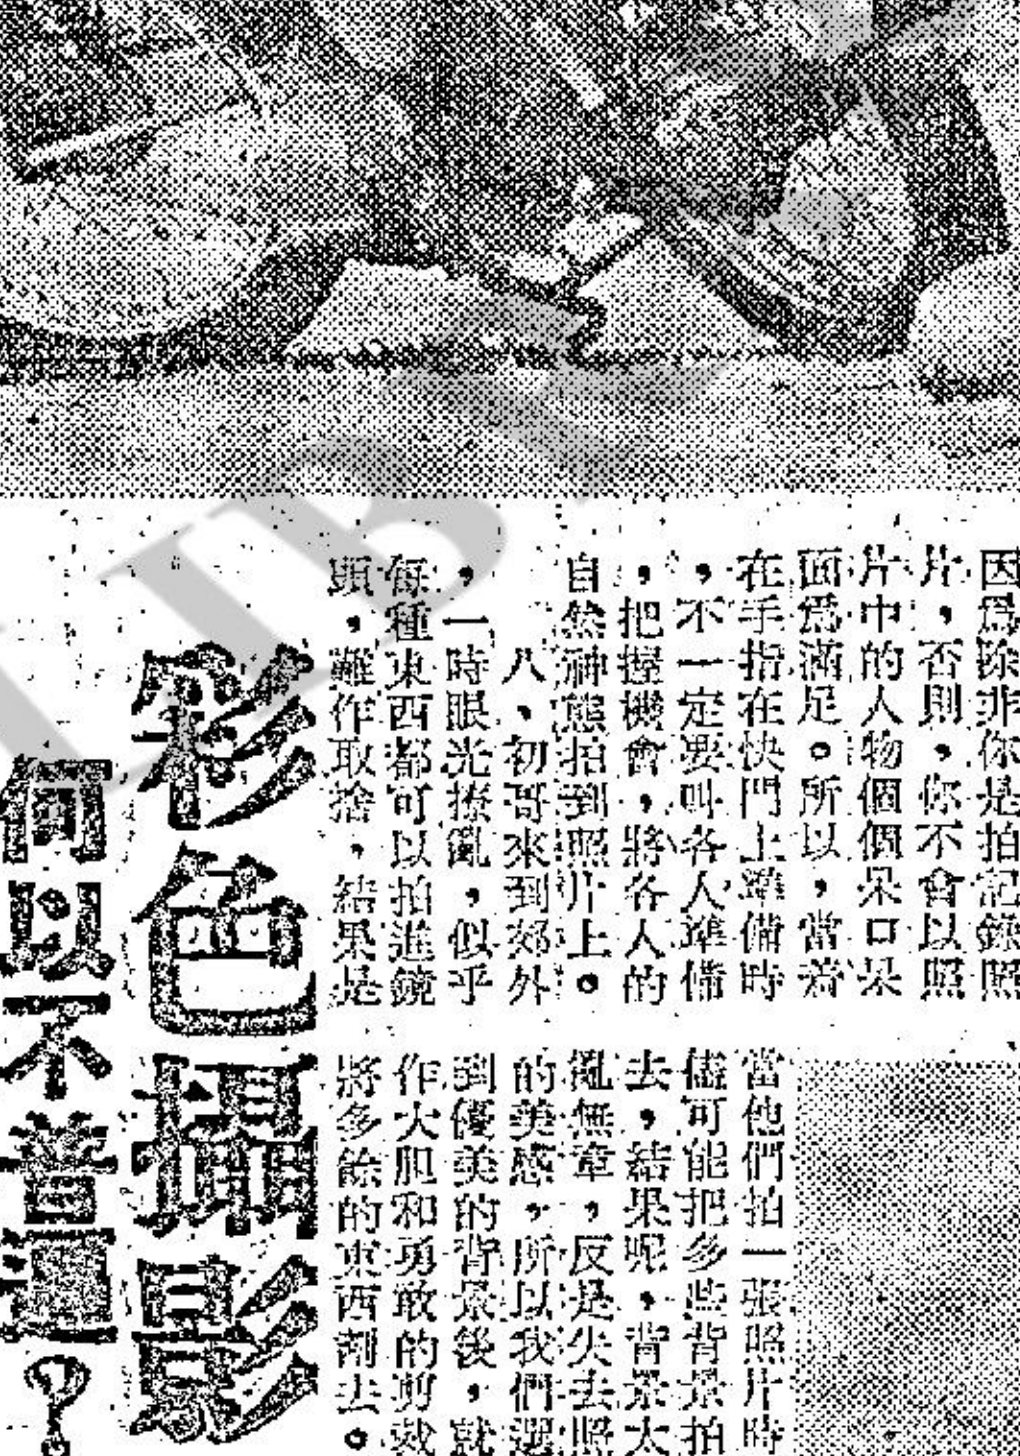 因爲除非你是拍記錄照
片，否則，你不會以照
片中的人物個個呆口呆
面爲滿足。所以，當着
在手指在快門上準備時
，不一定要叫各人準備
，把握機會，將各人的
自然神態拍到照片上。
八、初哥來到郊外
，一時眼光撩亂，似乎
每種東西都可以拍進鏡
頭，難作取捨，結果是
當他們拍一張照片時
儘可能把多些背景拍
去，結果呢，背景太
亂無章，反是失去照
的美感，所以我們選
到優美的背景後，就
作大胆和勇敢的剪裁
將多餘的東西剔去。
彩色攝影
何以不普遍？